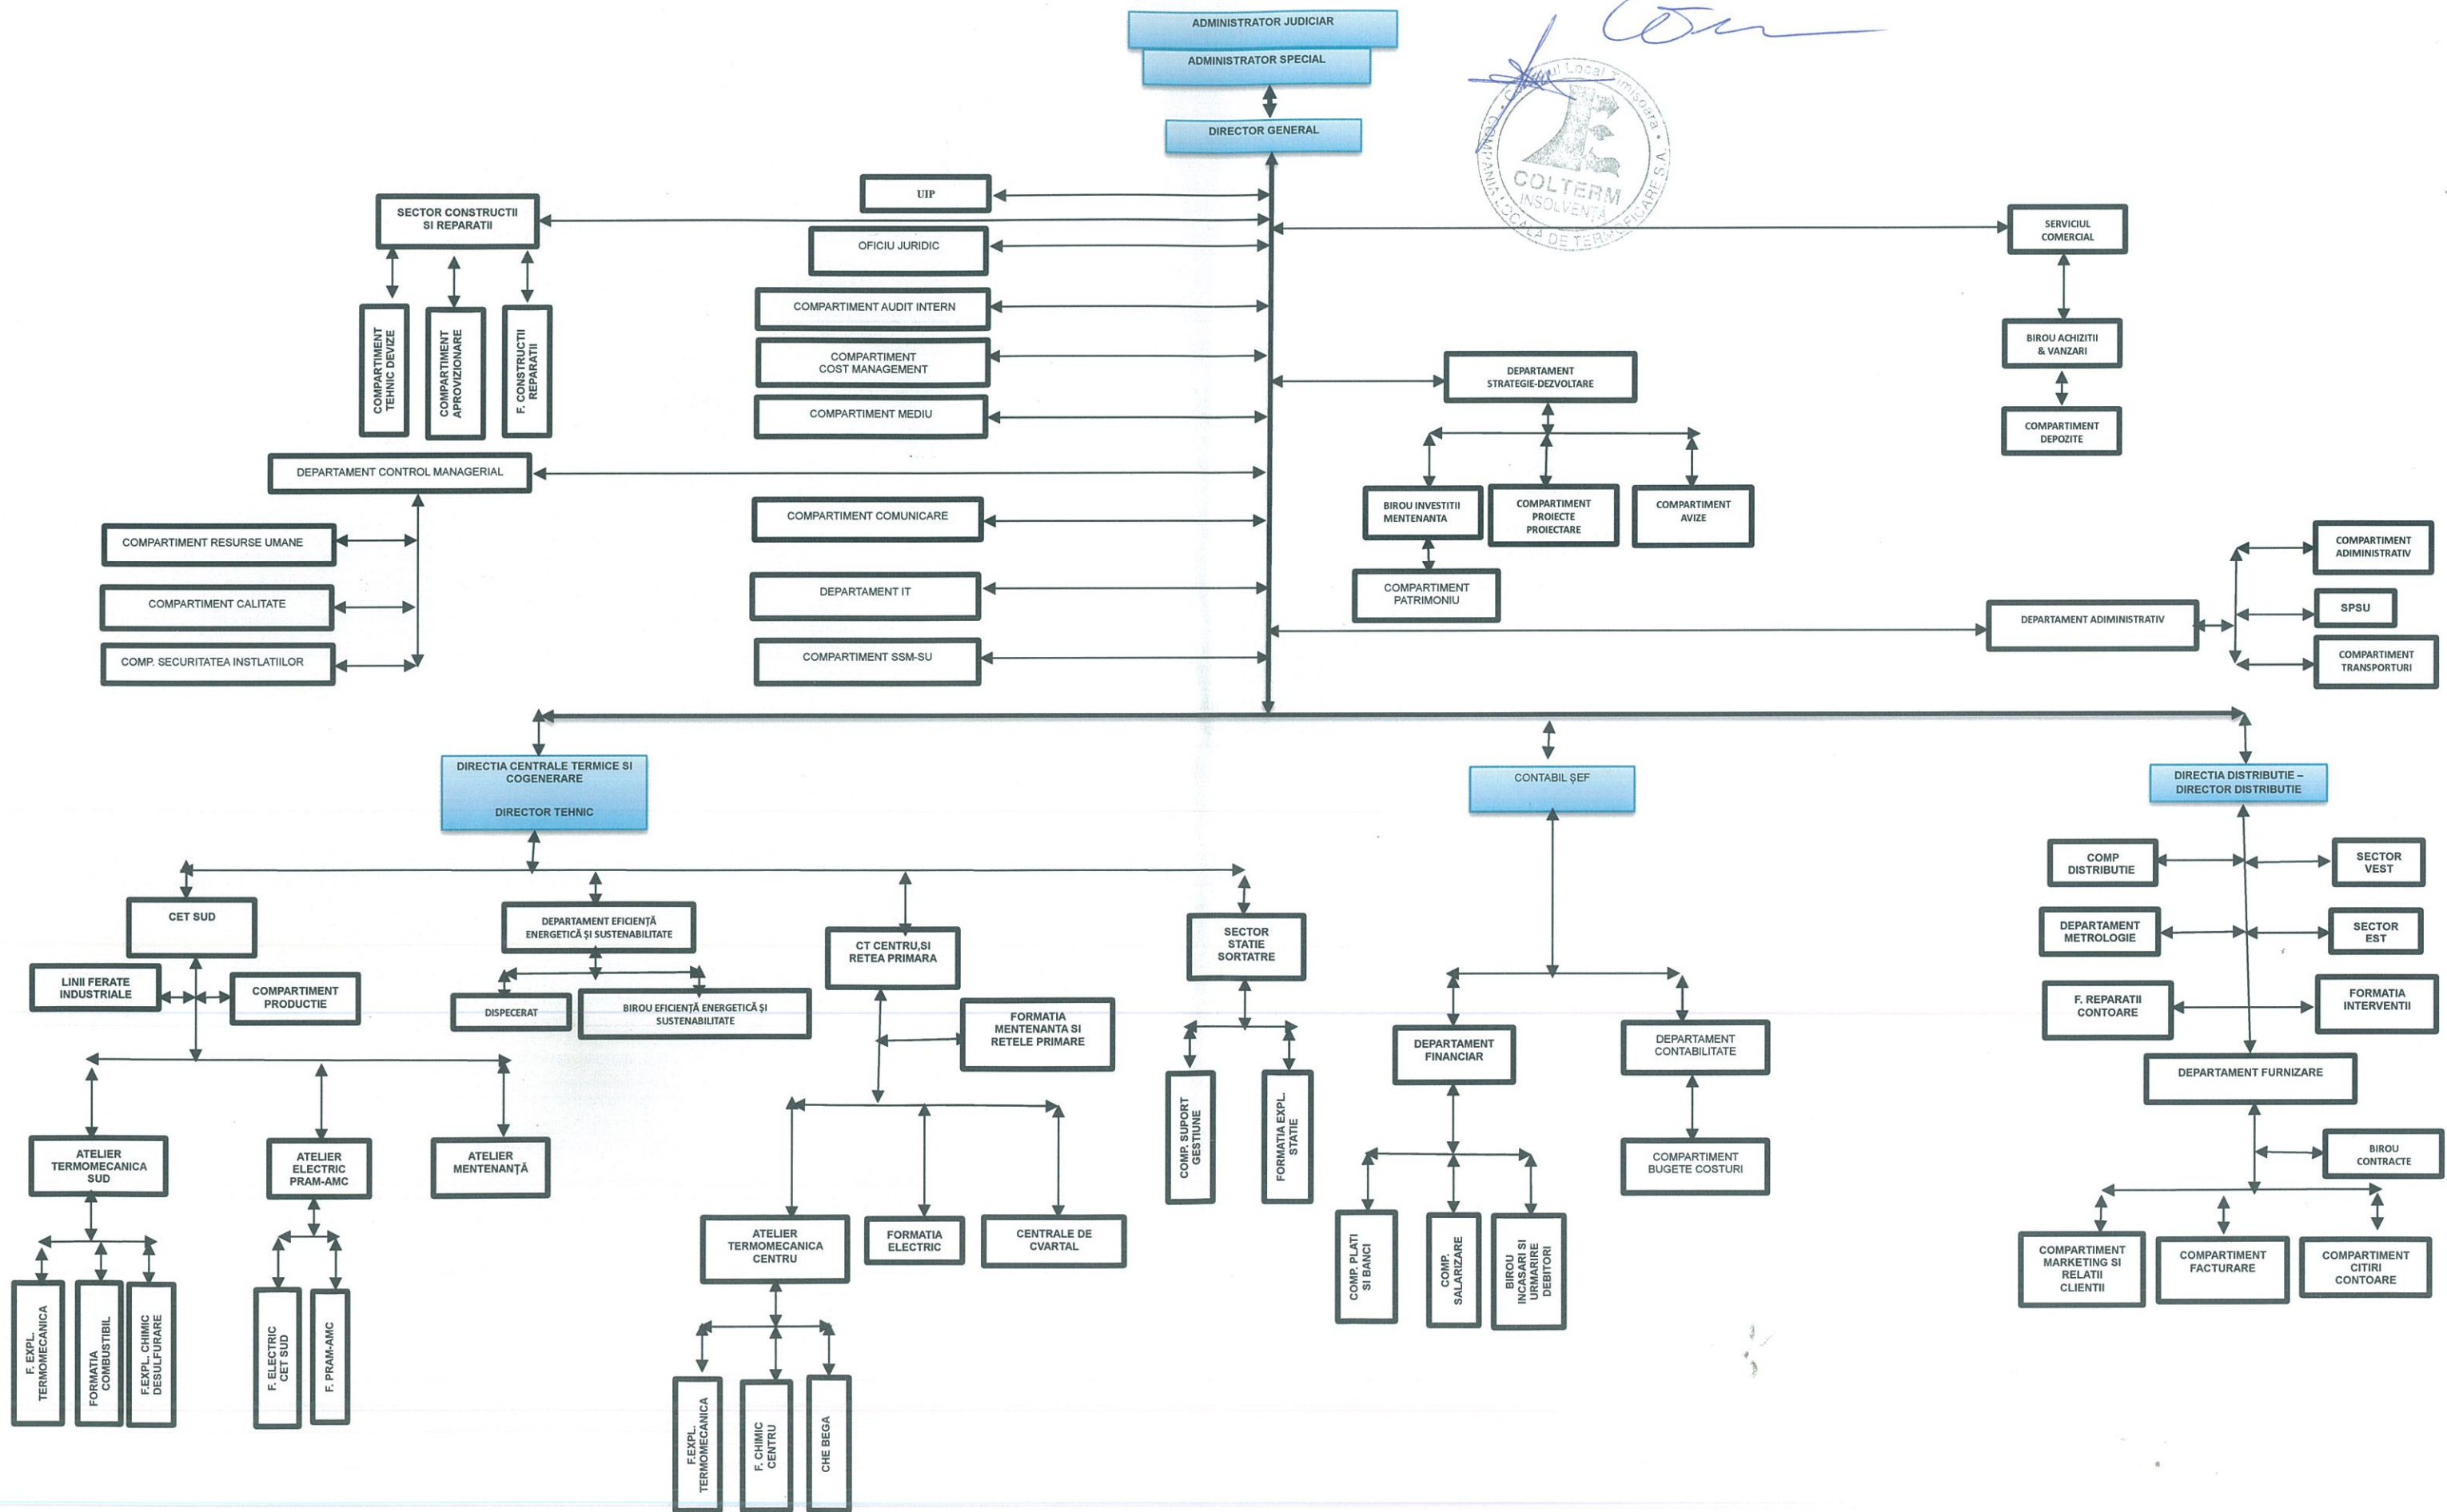 ADMINISTRATOR JUDICIAR
ADMINISTRATOR SPECIAL
DIRECTOR GENERAL
Local Timisoara
COMPANIA LOCALA DE TERMOFICARE S.A.
COLTERM
INSOLVENTA
UIP
SECTOR CONSTRUCTII
SI REPARATII
OFICIU JURIDIC
SERVICIUL
COMERCIAL
COMPARTIMENT
TEHNIC DEVIZE
COMPARTIMENT
APROVIZIONARE
F. CONSTRUCTII
REPARATII
COMPARTIMENT AUDIT INTERN
COMPARTIMENT
COST MANAGEMENT
COMPARTIMENT MEDIU
BIROU ACHIZITII
& VANZARI
COMPARTIMENT
DEPOZITE
DEPARTAMENT
STRATEGIE-DEZVOLTARE
BIROU INVESTITII
MENTENANTA
COMPARTIMENT
PROIECTE
PROIECTARE
COMPARTIMENT
AVIZE
COMPARTIMENT
PATRIMONIU
DEPARTAMENT CONTROL MANAGERIAL
COMPARTIMENT RESURSE UMANE
COMPARTIMENT CALITATE
COMP. SECURITATEA INSTLATIILOR
COMPARTIMENT COMUNICARE
DEPARTAMENT IT
COMPARTIMENT SSM-SU
DEPARTAMENT ADIMINISTRATIV
COMPARTIMENT
ADIMINISTRATIV
SPSU
COMPARTIMENT
TRANSPORTURI
DIRECTIA CENTRALE TERMICE SI
COGENERARE
DIRECTOR TEHNIC
CONTABIL ȘEF
DIRECTIA DISTRIBUTIE –
DIRECTOR DISTRIBUTIE
CET SUD
LINII FERATE
INDUSTRIALE
COMPARTIMENT
PRODUCTIE
DEPARTAMENT EFICIENȚĂ
ENERGETICĂ ȘI SUSTENABILITATE
DISPECERAT
BIROU EFICIENȚĂ ENERGETICĂ ȘI
SUSTENABILITATE
CT CENTRU,SI
RETEA PRIMARA
FORMATIA
MENTENANTA SI
RETELE PRIMARE
SECTOR
STATIE
SORTATRE
COMP. SUPORT
GESTIUNE
FORMATIA EXPL.
STATIE
DEPARTAMENT
FINANCIAR
DEPARTAMENT
CONTABILITATE
COMPARTIMENT
BUGETE COSTURI
COMP
DISTRIBUTIE
SECTOR
VEST
DEPARTAMENT
METROLOGIE
SECTOR
EST
F. REPARATII
CONTOARE
FORMATIA
INTERVENTII
DEPARTAMENT FURNIZARE
BIROU
CONTRACTE
ATELIER
TERMOMECANICA
SUD
ATELIER
ELECTRIC
PRAM-AMC
ATELIER
MENTENANȚĂ
ATELIER
TERMOMECANICA
CENTRU
FORMATIA
ELECTRIC
CENTRALE DE
CVARTAL
COMP. PLATI
SI BANCI
COMP.
SALARIZARE
BIROU
INCASARI SI
URMARIRE
DEBITORI
COMPARTIMENT
MARKETING SI
RELATII
CLIENTII
COMPARTIMENT
FACTURARE
COMPARTIMENT
CITIRI
CONTOARE
F. EXPL.
TERMOMECANICA
FORMATIA
COMBUSTIBIL
F.EXPL. CHIMIC
DESULFURARE
F. ELECTRIC
CET SUD
F. PRAM-AMC
F.EXPL.
TERMOMECANICA
F. CHIMIC
CENTRU
CHE BEGA